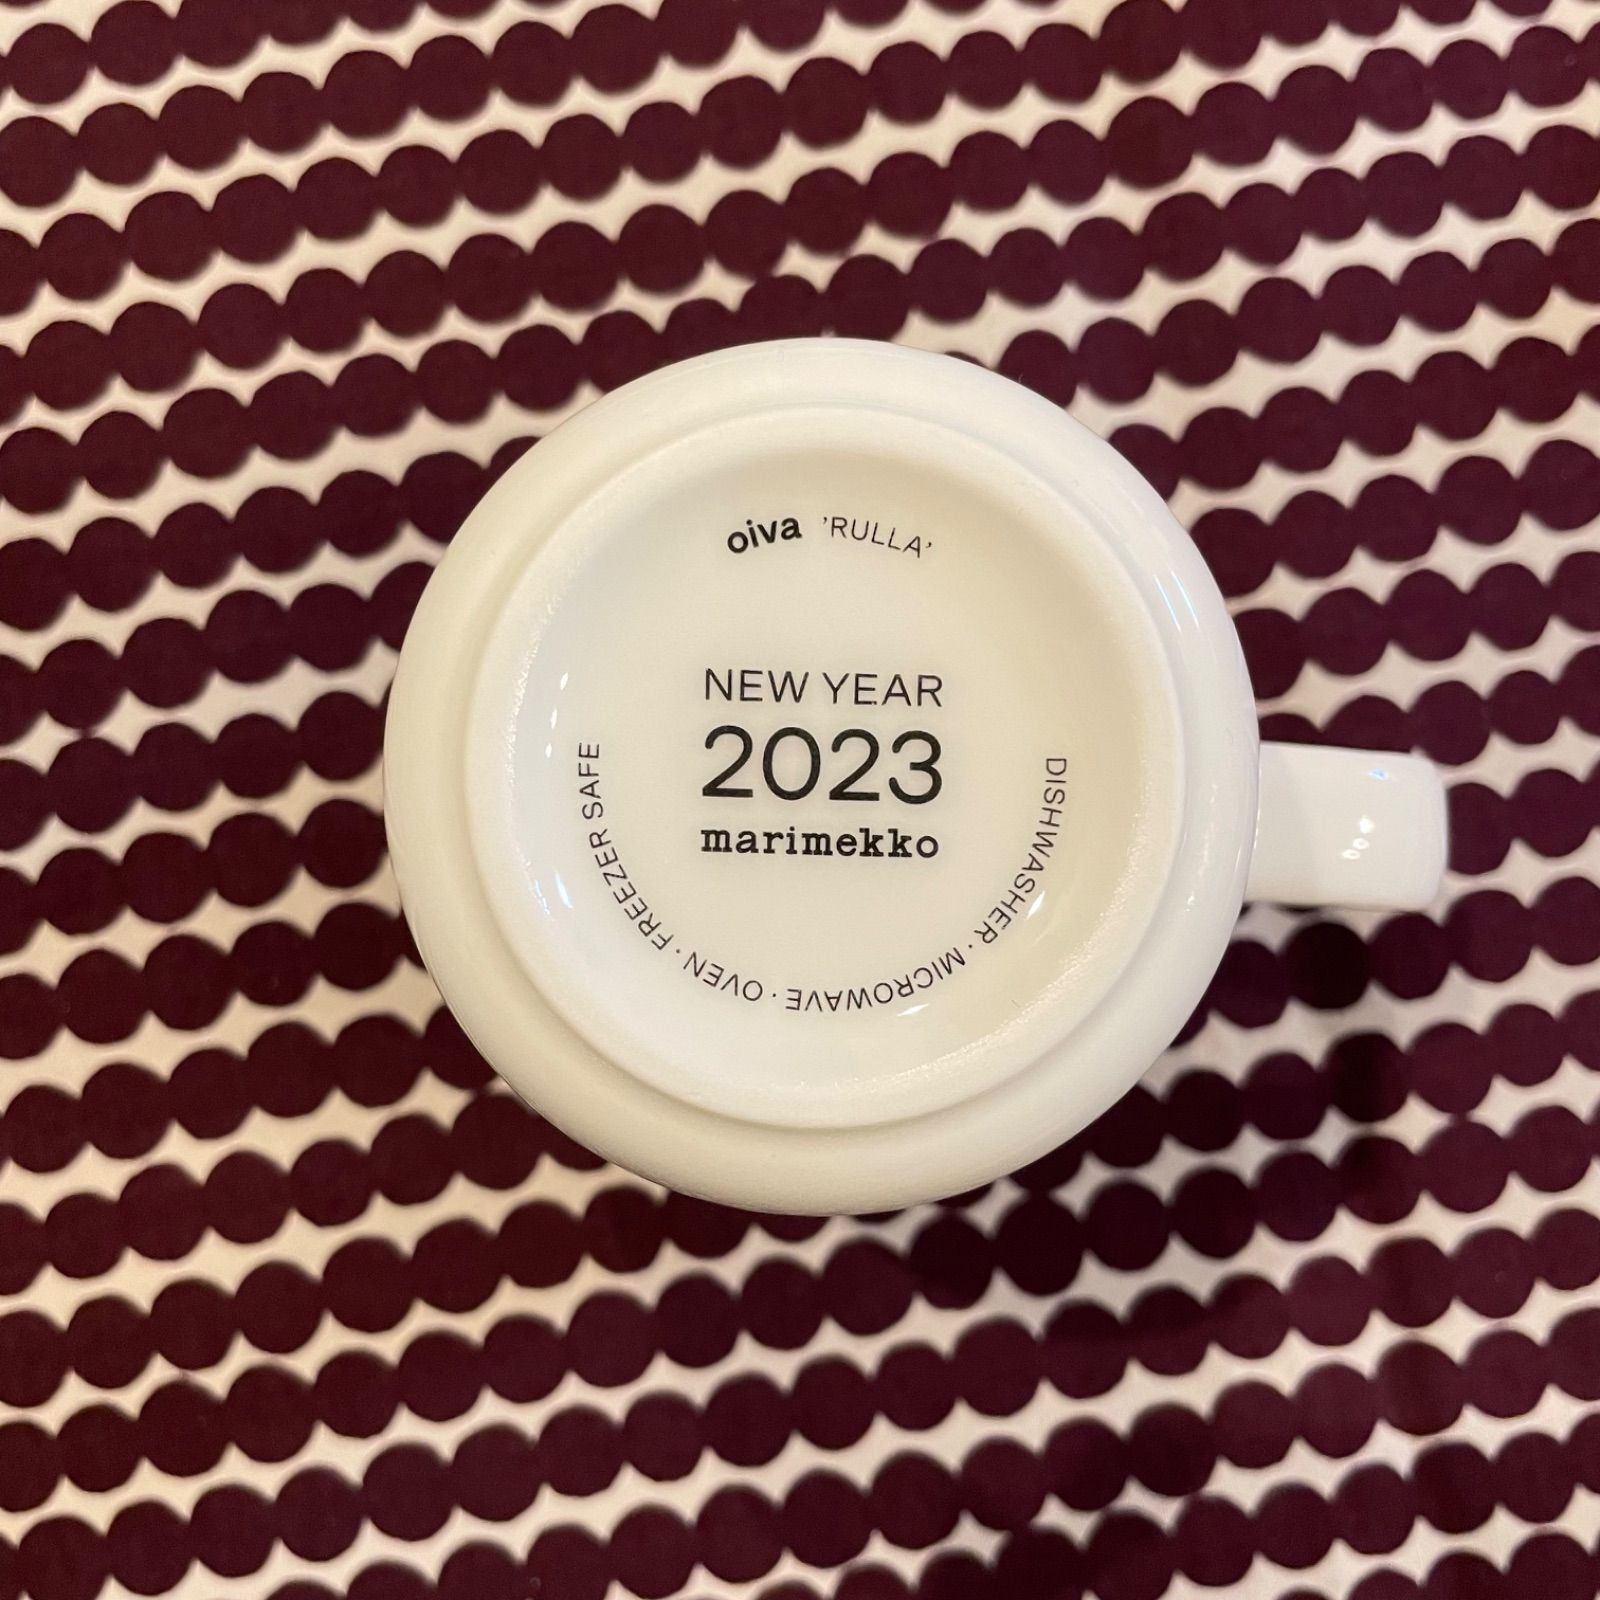 oiva 'RULLA'
NEW YEAR
2023
marimekko
DISHWASHER · MICROWAVE · OVEN · FREEZER SAFE